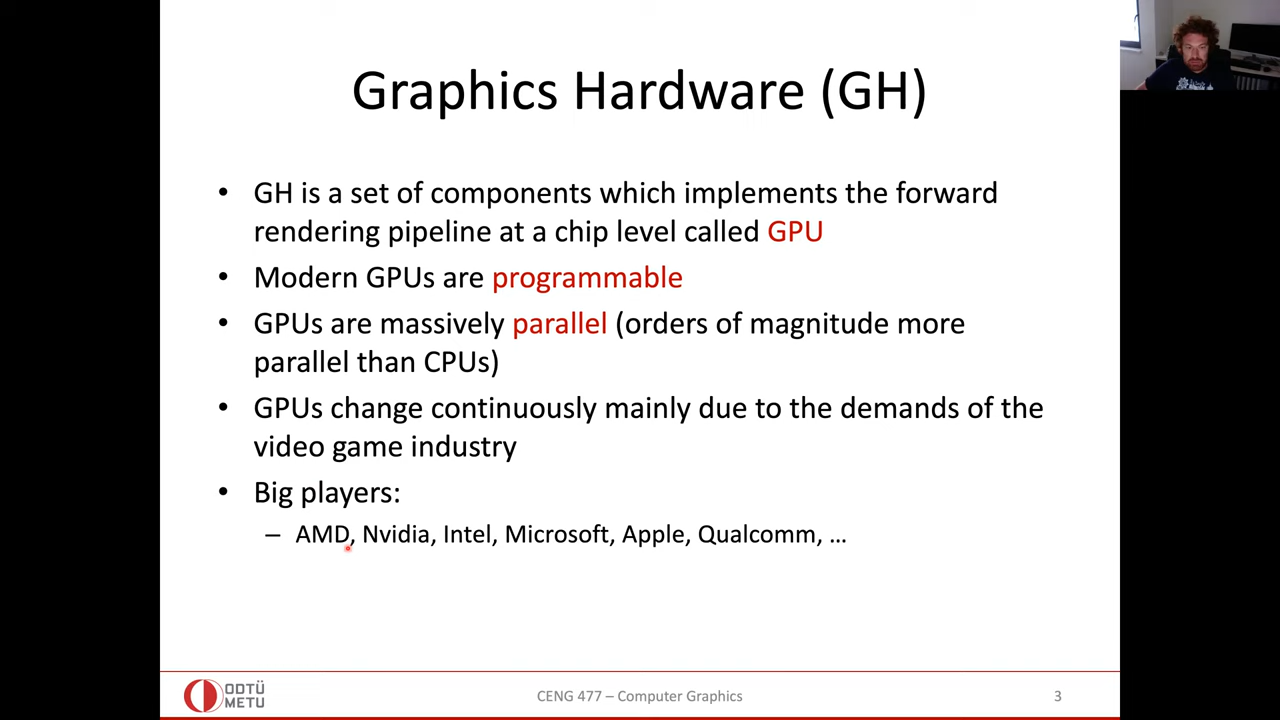 Graphics Hardware (GH)
• GH is a set of components which implements the forward
rendering pipeline at a chip level called GPU
• Modern GPUs are programmable
• GPUs are massively parallel (orders of magnitude more
parallel than CPUs)
• GPUs change continuously mainly due to the demands of the
video game industry
• Big players:
– AMD, Nvidia, Intel, Microsoft, Apple, Qualcomm, …
ODTÜ
METU
CENG 477 – Computer Graphics
3